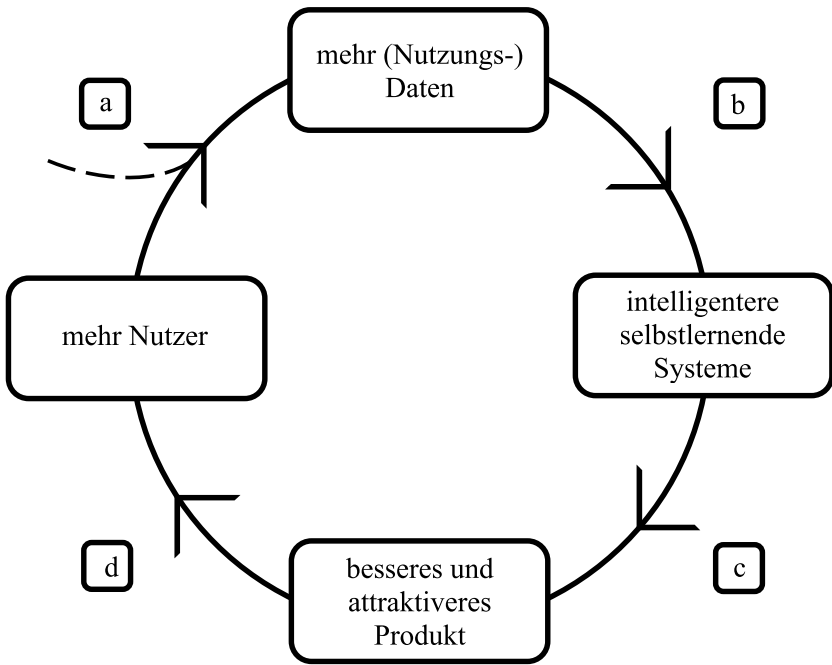 mehr (Nutzungs-)
Daten
a
b
mehr Nutzer
intelligentere
selbstlernende
Systeme
d
besseres und
attraktiveres
Produkt
c